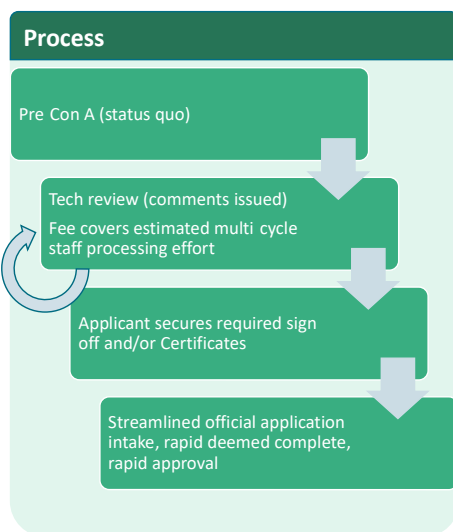 Process
Pre Con A (status quo)
Tech review (comments issued)
Fee covers estimated multi cycle
staff processing effort
Applicant secures required sign
off and/or Certificates
Streamlined official application
intake, rapid deemed complete,
rapid approval